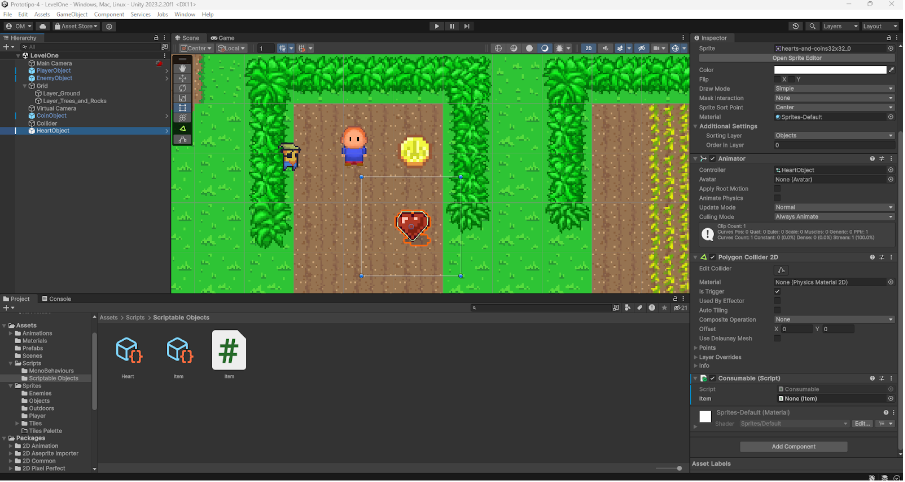 Prototipo-4 - LevelOne - Windows, Mac, Linux - Unity 2023.2.20f1 <DX11>
File Edit Assets GameObject Component Services Jobs Window Help
DM Asset Store Layers Layout
Hierarchy
All
LevelOne
Main Camera
PlayerObject
EnemyObject
Grid
Layer_Ground
Layer_Trees_and_Rocks
Virtual Camera
CoinObject
Collider
HeartObject
Scene Game
Center Local 1 2D
Project Console
21
Assets
Animations
Materials
Prefabs
Scenes
Scripts
MonoBehaviours
Scriptable Objects
Sprites
Enemies
Objects
Outdoors
Player
Tiles
Tiles Palette
Packages
2D Animation
2D Aseprite Importer
2D Common
2D Pixel Perfect
Assets > Scripts > Scriptable Objects
Heart Item Item
Inspector
Sprite hearts-and-coins32x32_0
Open Sprite Editor
Color
Flip X Y
Draw Mode Simple
Mask Interaction None
Sprite Sort Point Center
Material Sprites-Default
Additional Settings
Sorting Layer Objects
Order in Layer 0
Animator
Controller HeartObject
Avatar None (Avatar)
Apply Root Motion
Animate Physics
Update Mode Normal
Culling Mode Always Animate
Clip Count: 1
Curves Pos: 0 Quat: 0 Euler: 0 Scale: 0 Muscles: 0 Generic: 0 PPtr: 1
Curves Count: 1 Constant: 0 (0.0%) Dense: 0 (0.0%) Stream: 1 (100.0%)
Polygon Collider 2D
Edit Collider
Material None (Physics Material 2D)
Is Trigger
Used By Effector
Auto Tiling
Composite Operation None
Offset X 0 Y 0
Use Delaunay Mesh
Points
Layer Overrides
Info
Consumable (Script)
Script Consumable
Item None (Item)
Sprites-Default (Material)
Shader Sprites/Default Edit...
Add Component
Asset Labels